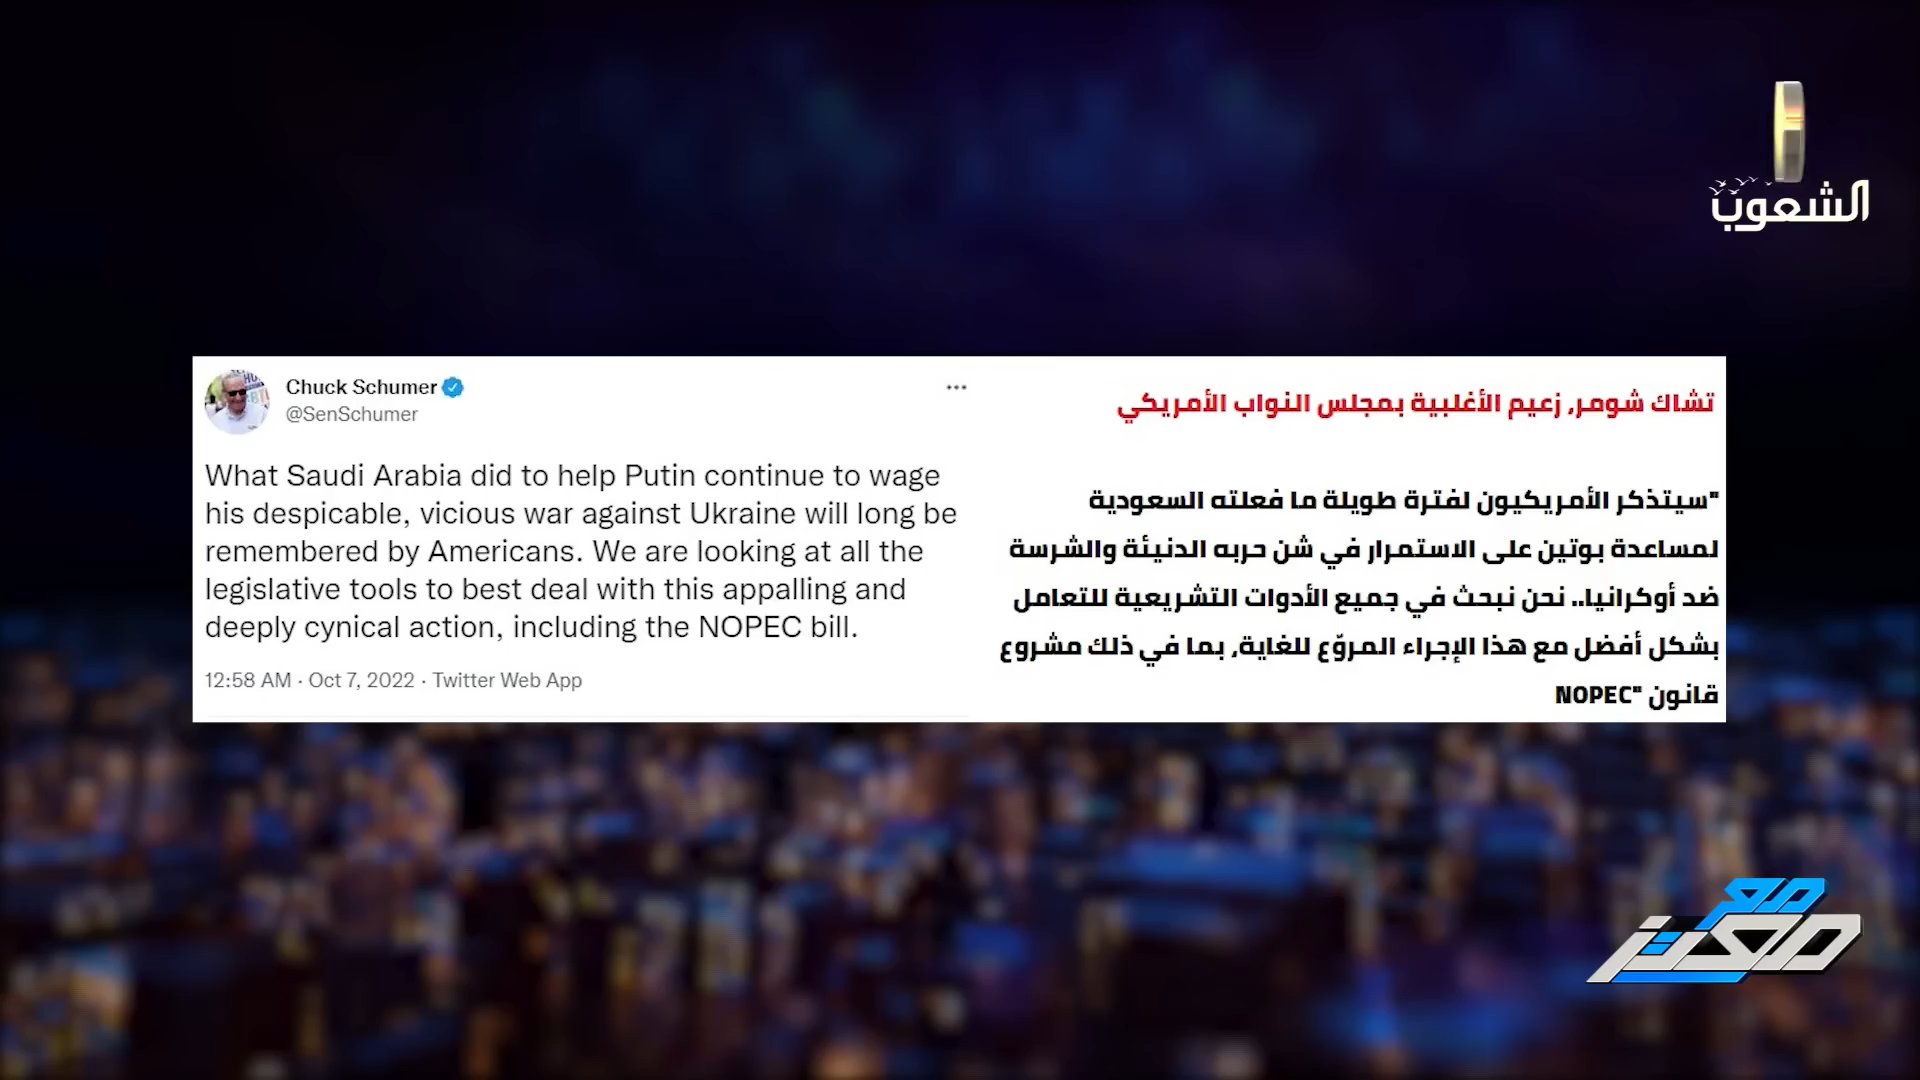 الشعوب
Chuck Schumer
@SenSchumer
What Saudi Arabia did to help Putin continue to wage
his despicable, vicious war against Ukraine will long be
remembered by Americans. We are looking at all the
legislative tools to best deal with this appalling and
deeply cynical action, including the NOPEC bill.
12:58 AM · Oct 7, 2022 · Twitter Web App
تشاك شومر، زعيم الأغلبية بمجلس النواب الأمريكي
"سيتذكر الأمريكيون لفترة طويلة ما فعلته السعودية
لمساعدة بوتين على الاستمرار في شن حربه الدنيئة والشرسة
ضد أوكرانيا.. نحن نبحث في جميع الأدوات التشريعية للتعامل
بشكل أفضل مع هذا الإجراء المروّع للغاية، بما في ذلك مشروع
قانون "NOPEC
مع
معتز